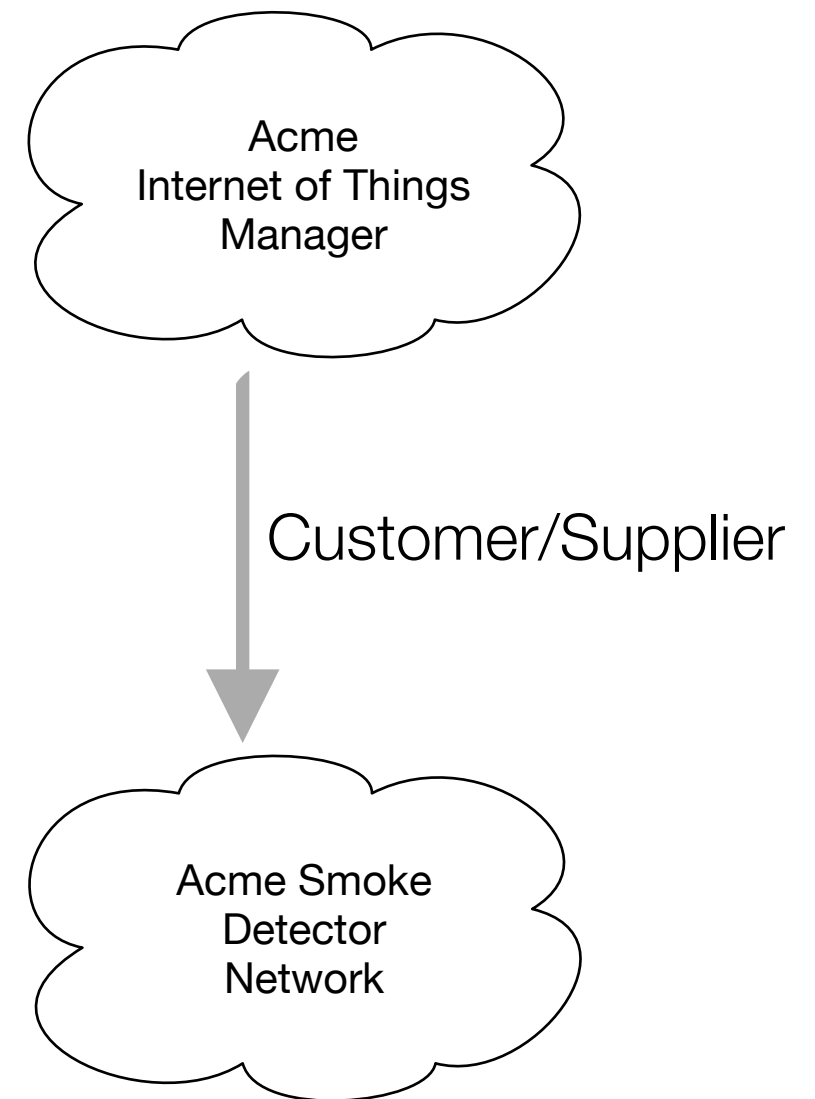 Acme
Internet of Things
Manager
Customer/Supplier
Acme Smoke
Detector
Network